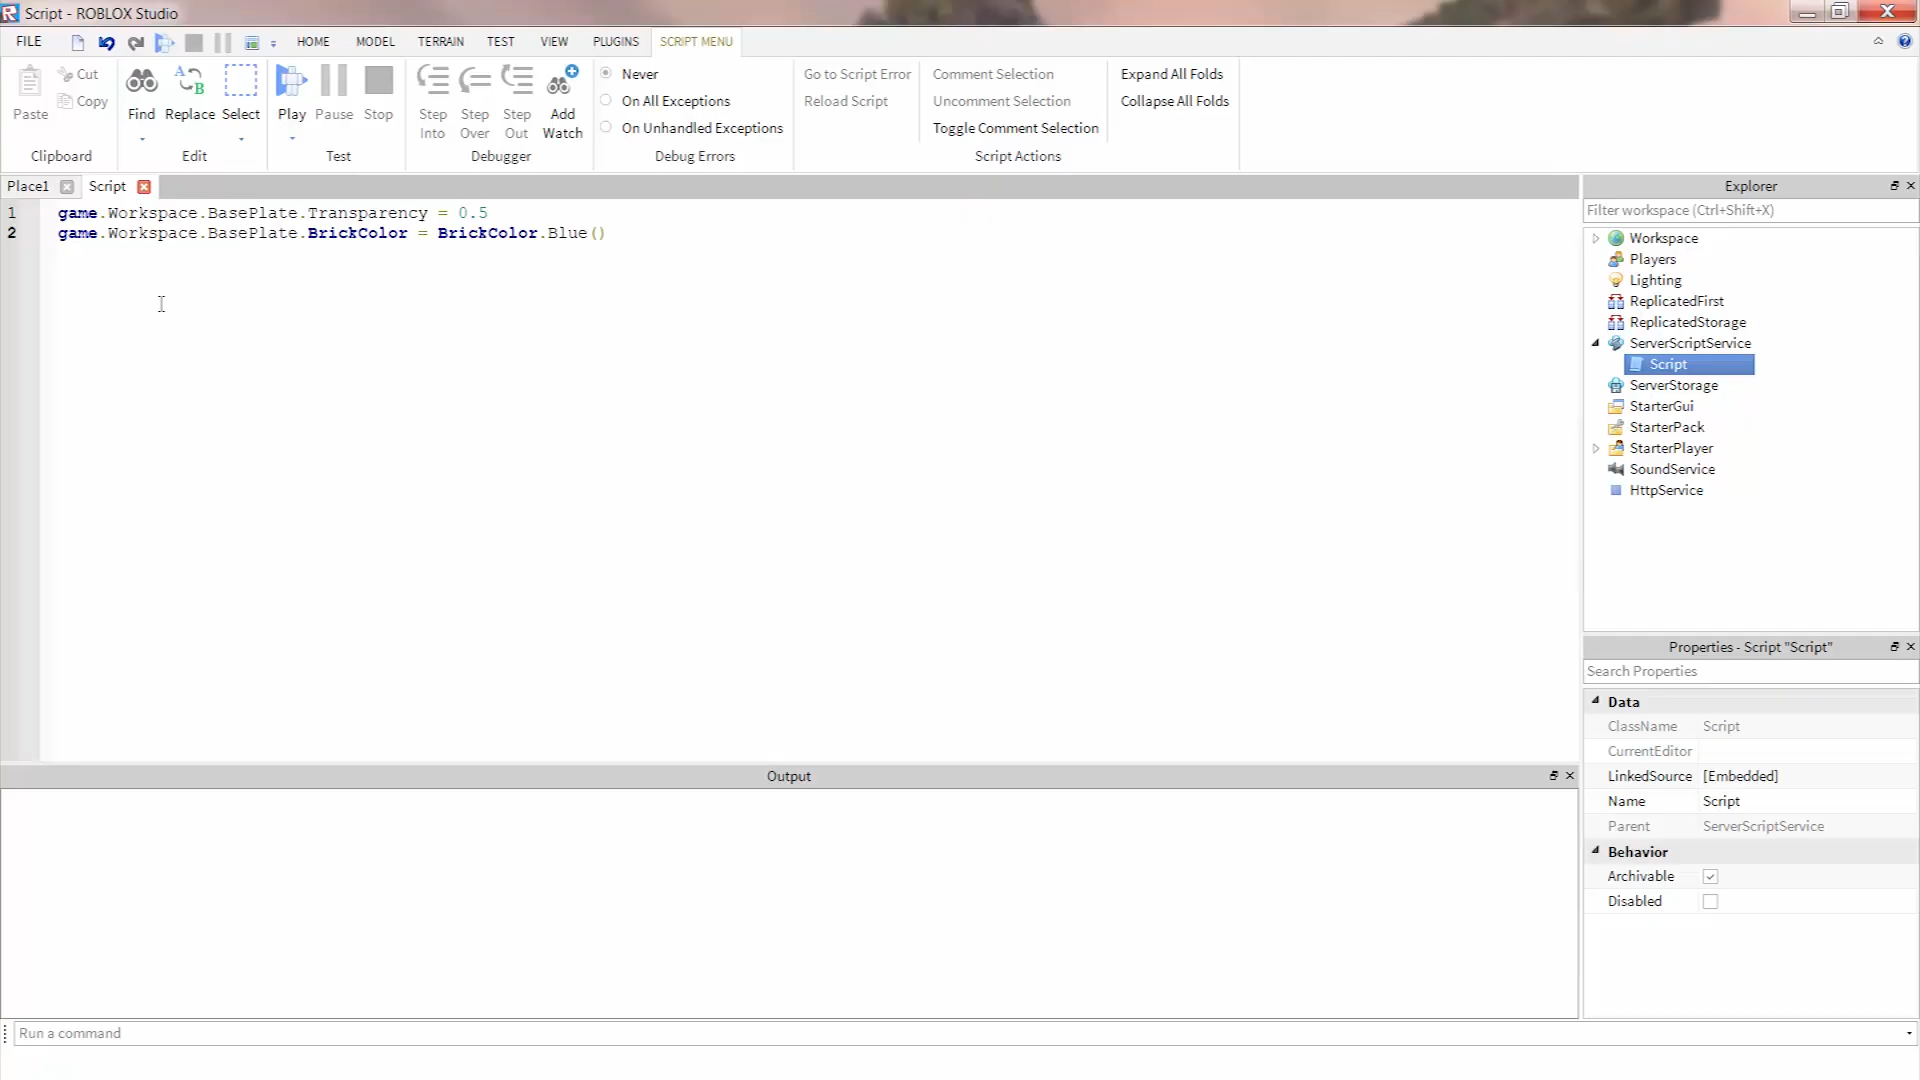 Script - ROBLOX Studio
FILE HOME MODEL TERRAIN TEST VIEW PLUGINS SCRIPT MENU
Paste
Cut
Copy
Clipboard
Find Replace Select
Edit
Play Pause Stop
Test
Step Into
Step Over
Step Out
Add Watch
Debugger
Never
On All Exceptions
On Unhandled Exceptions
Debug Errors
Go to Script Error
Reload Script
Comment Selection
Uncomment Selection
Toggle Comment Selection
Script Actions
Expand All Folds
Collapse All Folds
Place1 Script
1 game.Workspace.BasePlate.Transparency = 0.5
2 game.Workspace.BasePlate.BrickColor = BrickColor.Blue()
Explorer
Filter workspace (Ctrl+Shift+X)
Workspace
Players
Lighting
ReplicatedFirst
ReplicatedStorage
ServerScriptService
Script
ServerStorage
StarterGui
StarterPack
StarterPlayer
SoundService
HttpService
Properties - Script "Script"
Search Properties
Data
ClassName Script
CurrentEditor
LinkedSource [Embedded]
Name Script
Parent ServerScriptService
Behavior
Archivable
Disabled
Output
Run a command